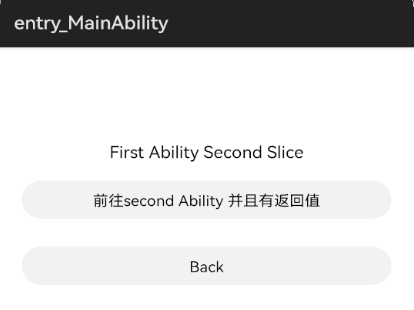 entry_MainAbility
First Ability Second Slice
前往second Ability 并且有返回值
Back